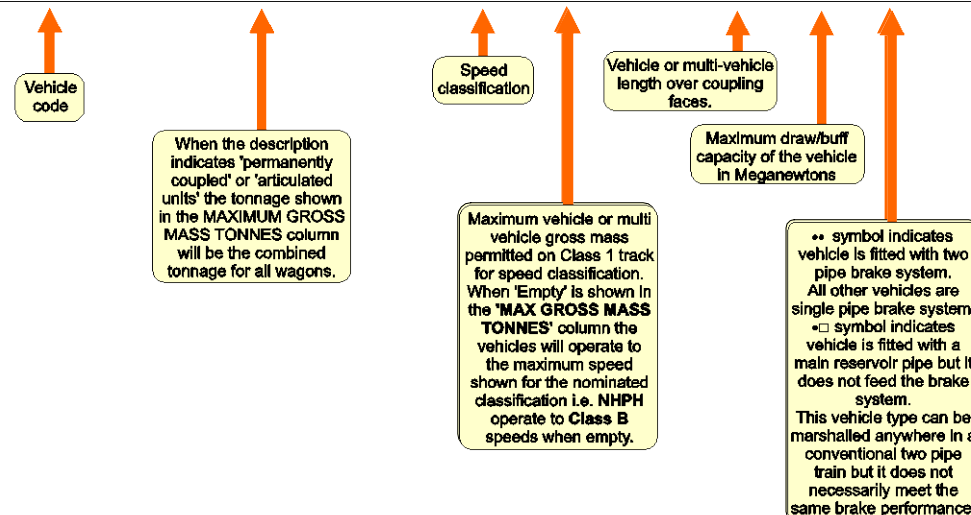 Vehicle
code
When the description
indicates 'permanently
coupled' or 'articulated
units' the tonnage shown
in the MAXIMUM GROSS
MASS TONNES column
will be the combined
tonnage for all wagons.
Speed
classification
Maximum vehicle or multi
vehicle gross mass
permitted on Class 1 track
for speed classification.
When 'Empty' is shown in
the 'MAX GROSS MASS
TONNES' column the
vehicles will operate to
the maximum speed
shown for the nominated
classification i.e. NHPH
operate to Class B
speeds when empty.
Vehicle or multi-vehicle
length over coupling
faces.
Maximum draw/buff
capacity of the vehicle
in Meganewtons
•• symbol indicates
vehicle is fitted with two
pipe brake system.
All other vehicles are
single pipe brake system
•□ symbol indicates
vehicle is fitted with a
main reservoir pipe but it
does not feed the brake
system.
This vehicle type can be
marshalled anywhere in a
conventional two pipe
train but it does not
necessarily meet the
same brake performance